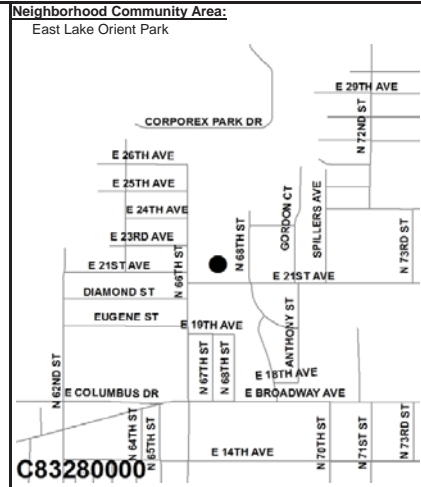 Neighborhood Community Area:
East Lake Orient Park
E 29TH AVE
N 72ND ST
CORPOREX PARK DR
E 26TH AVE
E 25TH AVE
E 24TH AVE
E 23RD AVE
E 21ST AVE
N 66TH ST
N 68TH ST
GORDON CT
SPILLERS AVE
N 73RD ST
E 21ST AVE
DIAMOND ST
EUGENE ST
E 19TH AVE
ANTHONY ST
N 62ND ST
N 67TH ST
N 68TH ST
E 18TH AVE
E COLUMBUS DR
E BROADWAY AVE
N 64TH ST
N 65TH ST
E 14TH AVE
N 70TH ST
N 71ST ST
N 73RD ST
C83280000